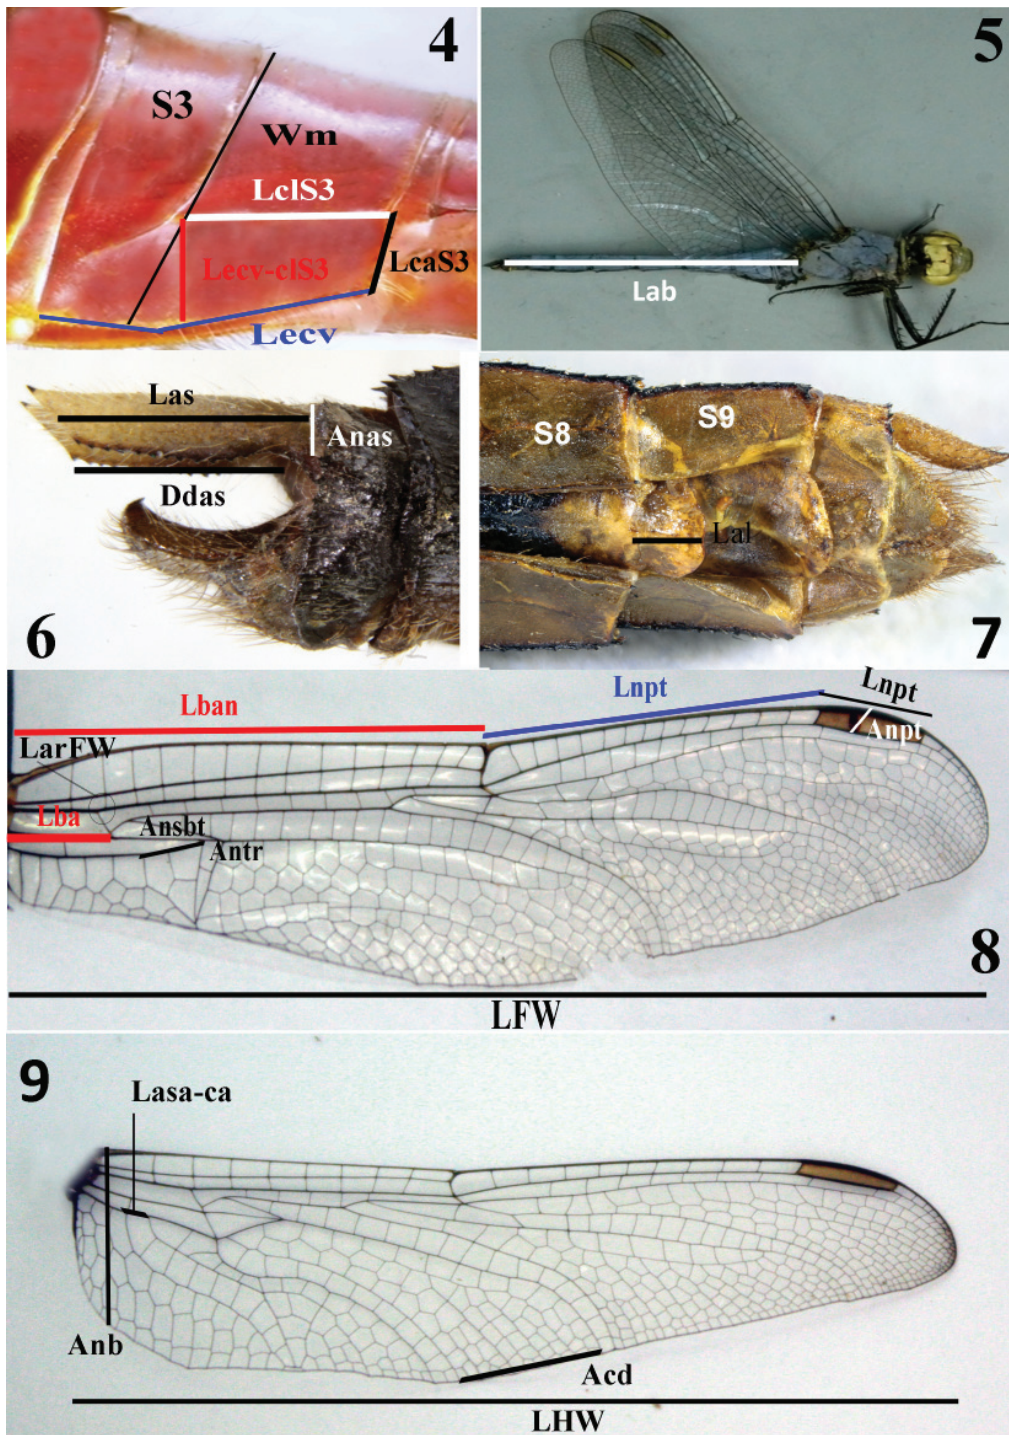 4
S3
Wm
LclS3
Lecv-clS3
LcaS3
Lecv
5
Lab
Las
Anas
Ddas
6
S8
S9
Lal
7
Lban
Lnpt
Lnpt
Anpt
LarFW
Lba
Ansbt
Antr
8
LFW
9
Lasa-ca
Anb
Acd
LHW